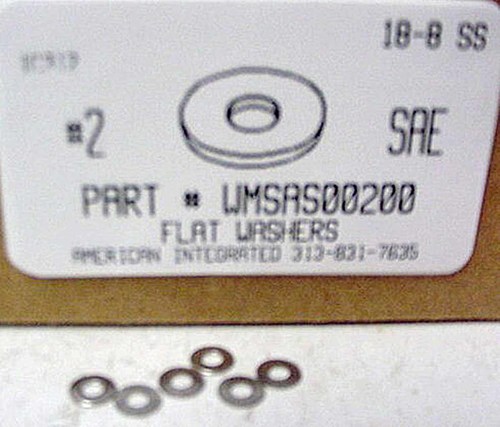 18-8 SS
#2
SAE
PART # WMSAS00200
FLAT WASHERS
AMERICAN INTEGRATED 313-831-7635